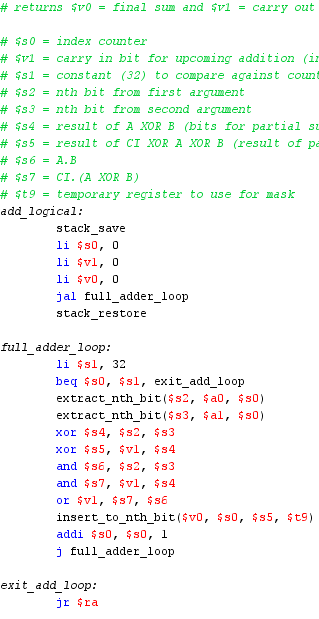 # returns $v0 = final sum and $v1 = carry out
# $s0 = index counter
# $v1 = carry in bit for upcoming addition (in
# $s1 = constant (32) to compare against count
# $s2 = nth bit from first argument
# $s3 = nth bit from second argument
# $s4 = result of A XOR B (bits for partial su
# $s5 = result of CI XOR A XOR B (result of pa
# $s6 = A.B
# $s7 = CI.(A XOR B)
# $t9 = temporary register to use for mask
add_logical:
stack_save
li $s0, 0
li $v1, 0
li $v0, 0
jal full_adder_loop
stack_restore
full_adder_loop:
li $s1, 32
beq $s0, $s1, exit_add_loop
extract_nth_bit($s2, $a0, $s0)
extract_nth_bit($s3, $a1, $s0)
xor $s4, $s2, $s3
xor $s5, $v1, $s4
and $s6, $s2, $s3
and $s7, $v1, $s4
or $v1, $s7, $s6
insert_to_nth_bit($v0, $s0, $s5, $t9)
addi $s0, $s0, 1
j full_adder_loop
exit_add_loop:
jr $ra